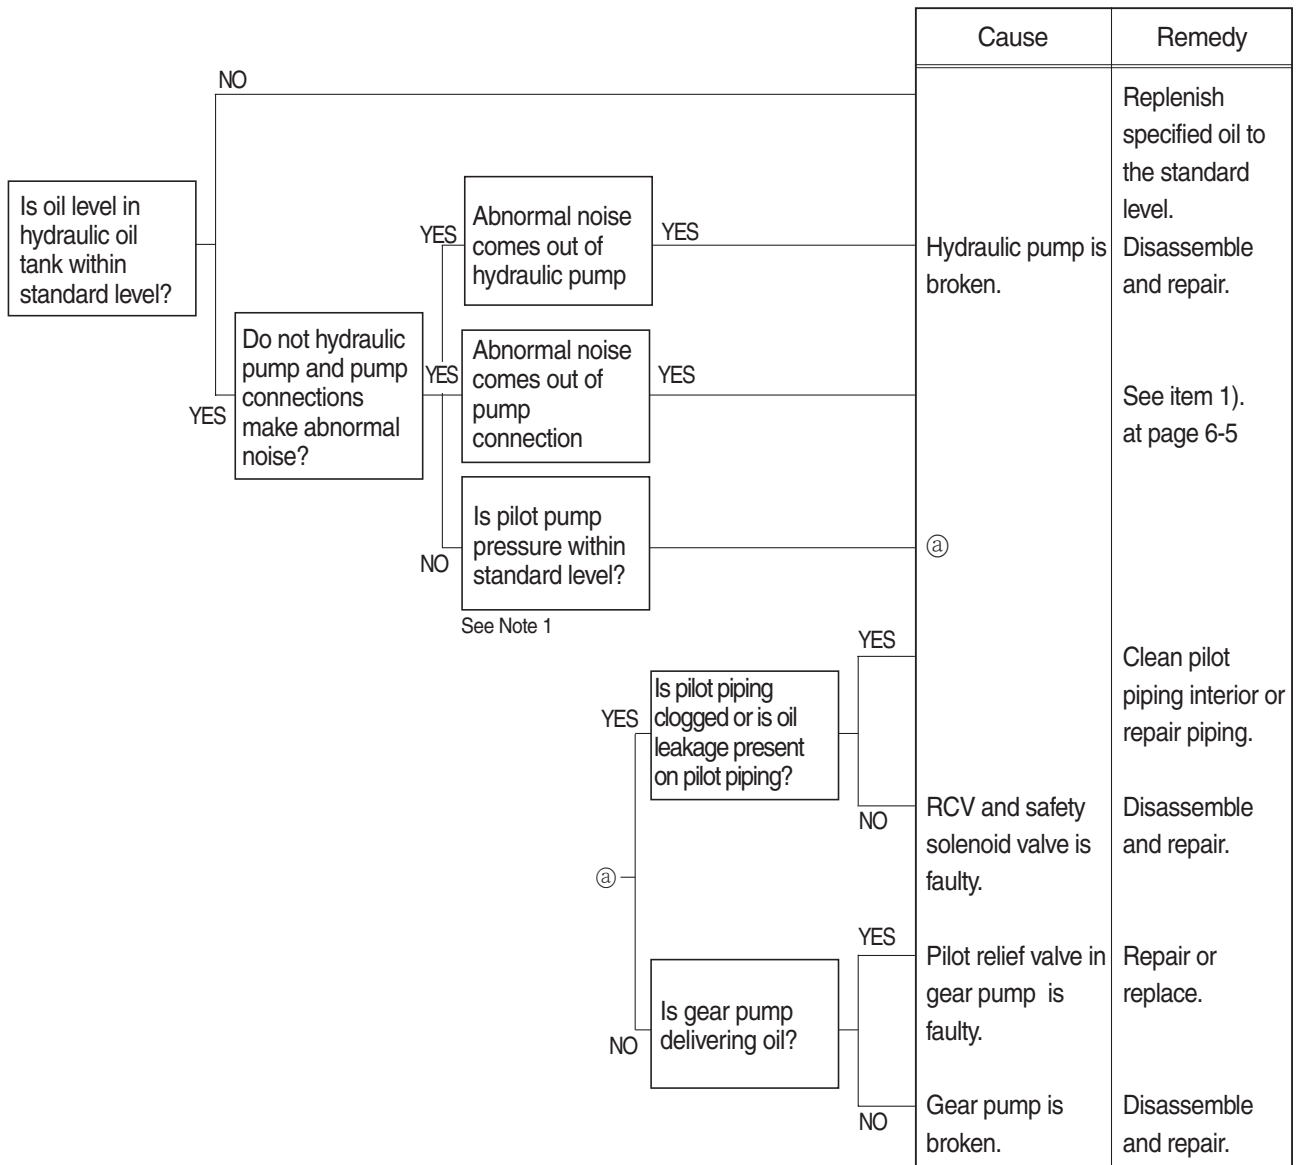 Cause
Remedy
NO
Replenish
specified oil to
the standard
level.
Is oil level in
hydraulic oil
tank within
standard level?
YES
Abnormal noise
comes out of
hydraulic pump
YES
Hydraulic pump is
broken.
Disassemble
and repair.
YES
Do not hydraulic
pump and pump
connections
make abnormal
noise?
YES
Abnormal noise
comes out of
pump
connection
YES
See item 1).
at page 6-5
NO
Is pilot pump
pressure within
standard level?
See Note 1
ⓐ
ⓐ
YES
Is pilot piping
clogged or is oil
leakage present
on pilot piping?
YES
Clean pilot
piping interior or
repair piping.
NO
RCV and safety
solenoid valve is
faulty.
Disassemble
and repair.
NO
Is gear pump
delivering oil?
YES
Pilot relief valve in
gear pump is
faulty.
Repair or
replace.
NO
Gear pump is
broken.
Disassemble
and repair.